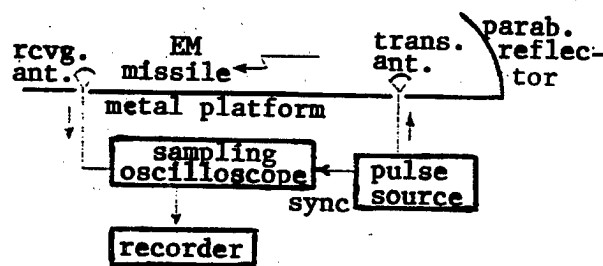 rcvg.
ant.
EM
missile
trans.
ant.
parab.
reflec-
tor
metal platform
sampling
oscilloscope
sync
pulse
source
recorder